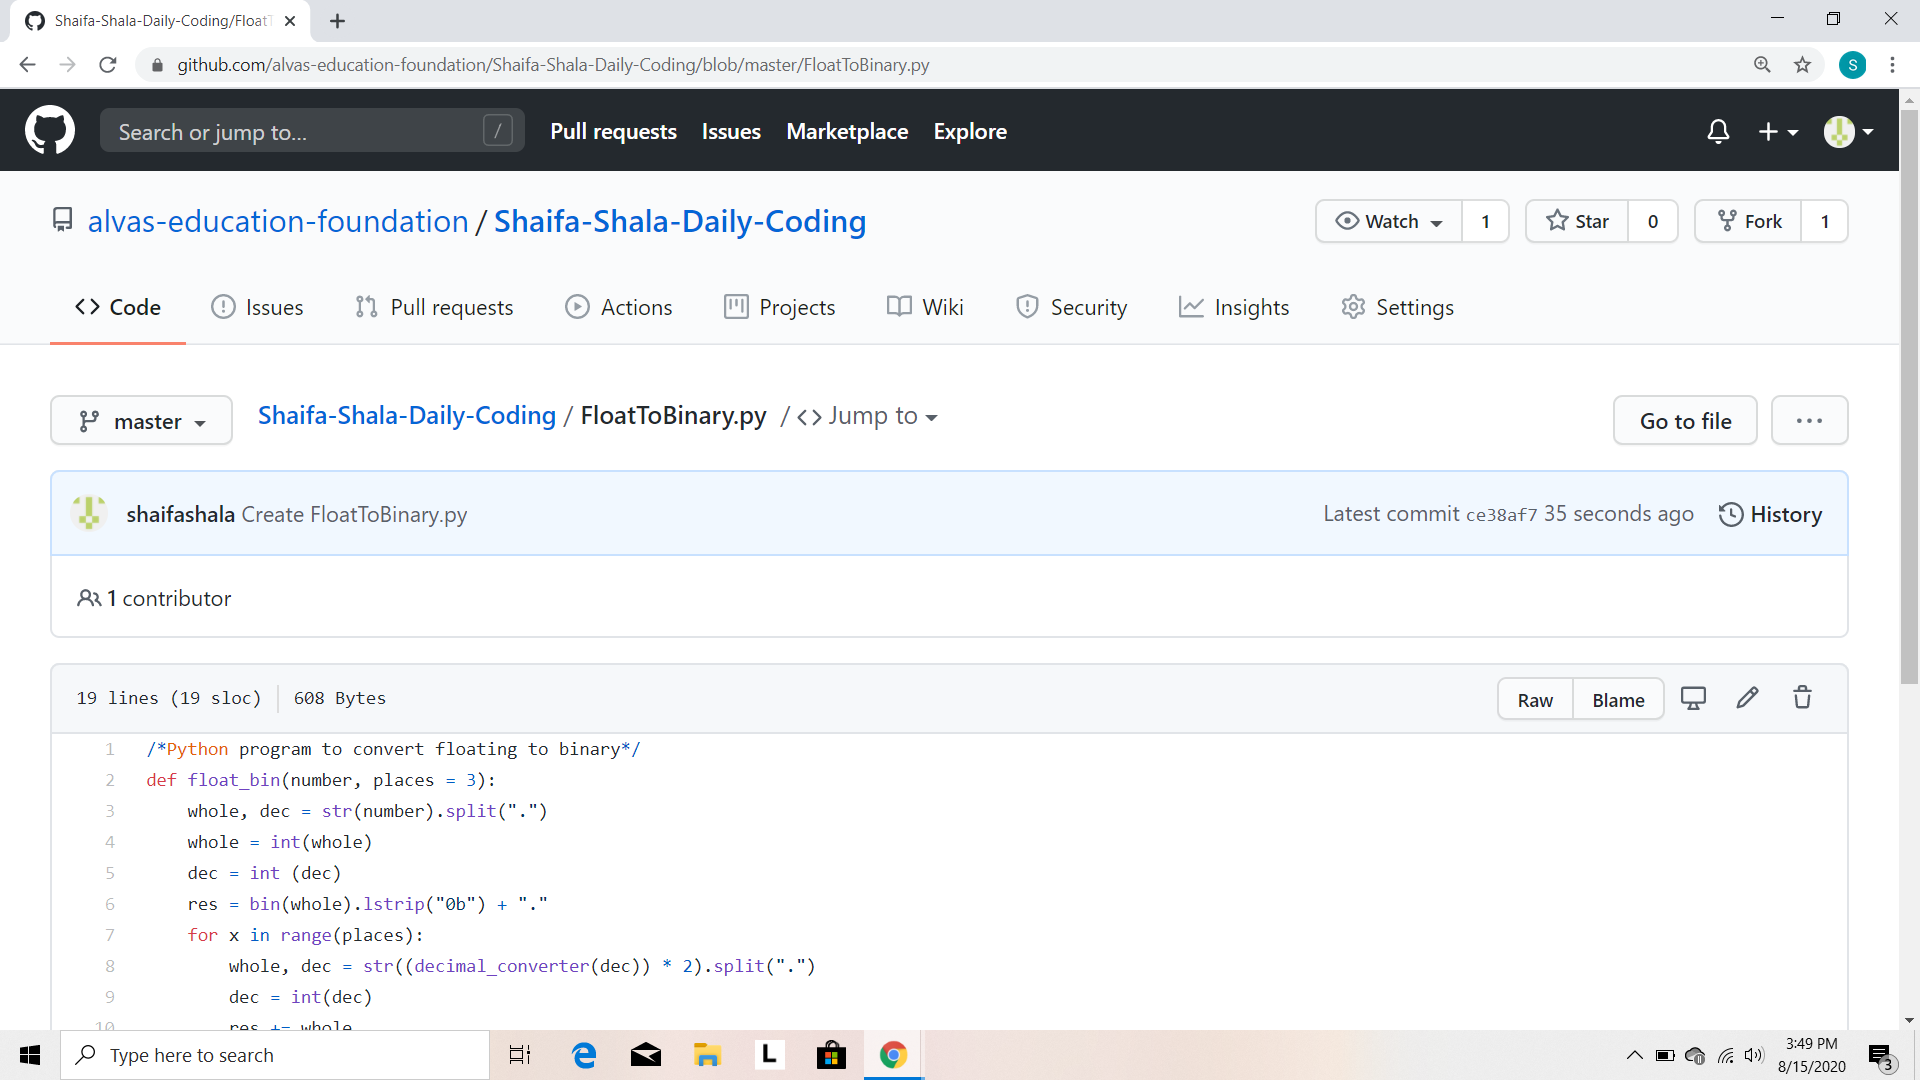 Shaifa-Shala-Daily-Coding/FloatT
github.com/alvas-education-foundation/Shaifa-Shala-Daily-Coding/blob/master/FloatToBinary.py
S
Search or jump to... /
Pull requests Issues Marketplace Explore
alvas-education-foundation / Shaifa-Shala-Daily-Coding
Watch 1 Star 0 Fork 1
Code Issues Pull requests Actions Projects Wiki Security Insights Settings
master Shaifa-Shala-Daily-Coding / FloatToBinary.py / <> Jump to Go to file ...
shaifashala Create FloatToBinary.py Latest commit ce38af7 35 seconds ago History
1 contributor
19 lines (19 sloc) 608 Bytes Raw Blame
1 /*Python program to convert floating to binary*/
2 def float_bin(number, places = 3):
3 whole, dec = str(number).split(".")
4 whole = int(whole)
5 dec = int (dec)
6 res = bin(whole).lstrip("0b") + "."
7 for x in range(places):
8 whole, dec = str((decimal_converter(dec)) * 2).split(".")
9 dec = int(dec)
10 res += whole
Type here to search
L
3:49 PM
8/15/2020
3